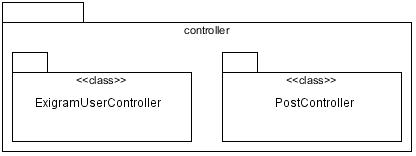 controller
<<class>>
ExigramUserController
<<class>>
PostController